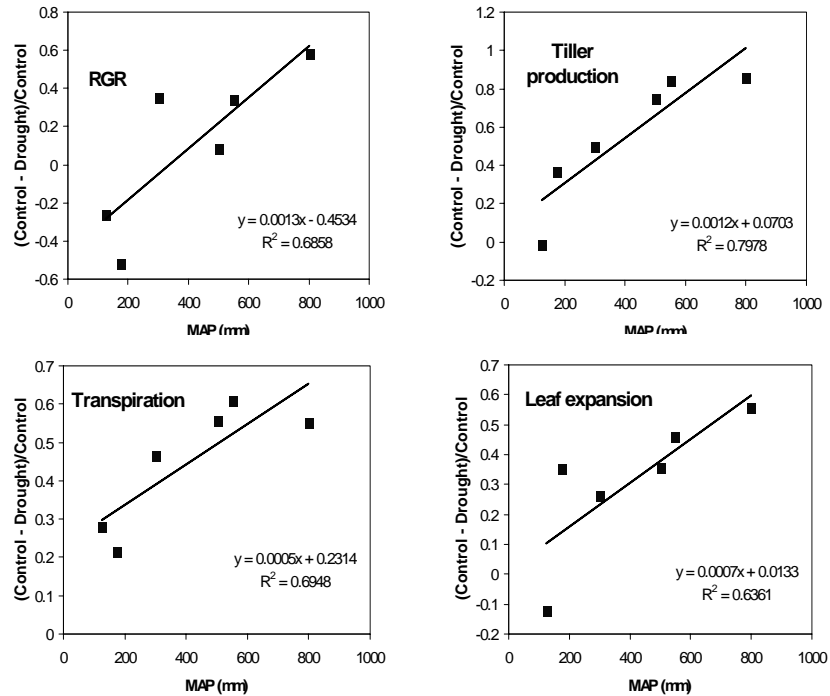 0.8
0.6
0.4
0.2
0
-0.2
-0.4
-0.6
(Control - Drought)/Control
RGR
y = 0.0013x - 0.4534
R² = 0.6858
0 200 400 600 800 1000
MAP (mm)
1.2
1
0.8
0.6
0.4
0.2
0
-0.2
Tiller
production
y = 0.0012x + 0.0703
R² = 0.7978
0 200 400 600 800 1000
MAP (mm)
0.7
0.6
0.5
0.4
0.3
0.2
0.1
0
(Control - Drought)/Control
Transpiration
y = 0.0005x + 0.2314
R² = 0.6948
0 200 400 600 800 1000
MAP (mm)
0.7
0.6
0.5
0.4
0.3
0.2
0.1
0
-0.1
-0.2
(Control - Drought)/Control
Leaf expansion
y = 0.0007x + 0.0133
R² = 0.6361
0 200 400 600 800 1000
MAP (mm)